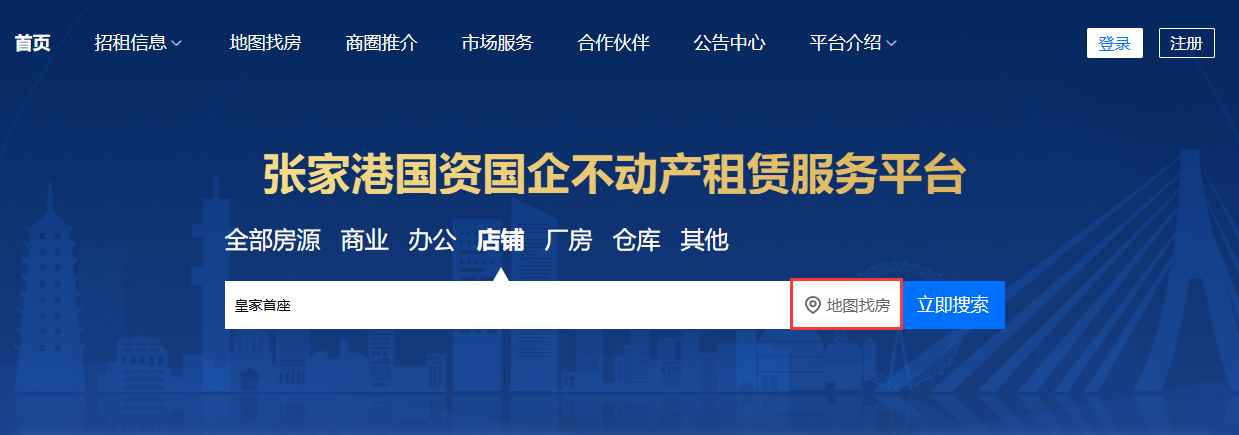 首页 招租信息 地图找房 商圈推介 市场服务 合作伙伴 公告中心 平台介绍 登录 注册
张家港国资国企不动产租赁服务平台
全部房源 商业 办公 店铺 厂房 仓库 其他
皇家首座 地图找房 立即搜索